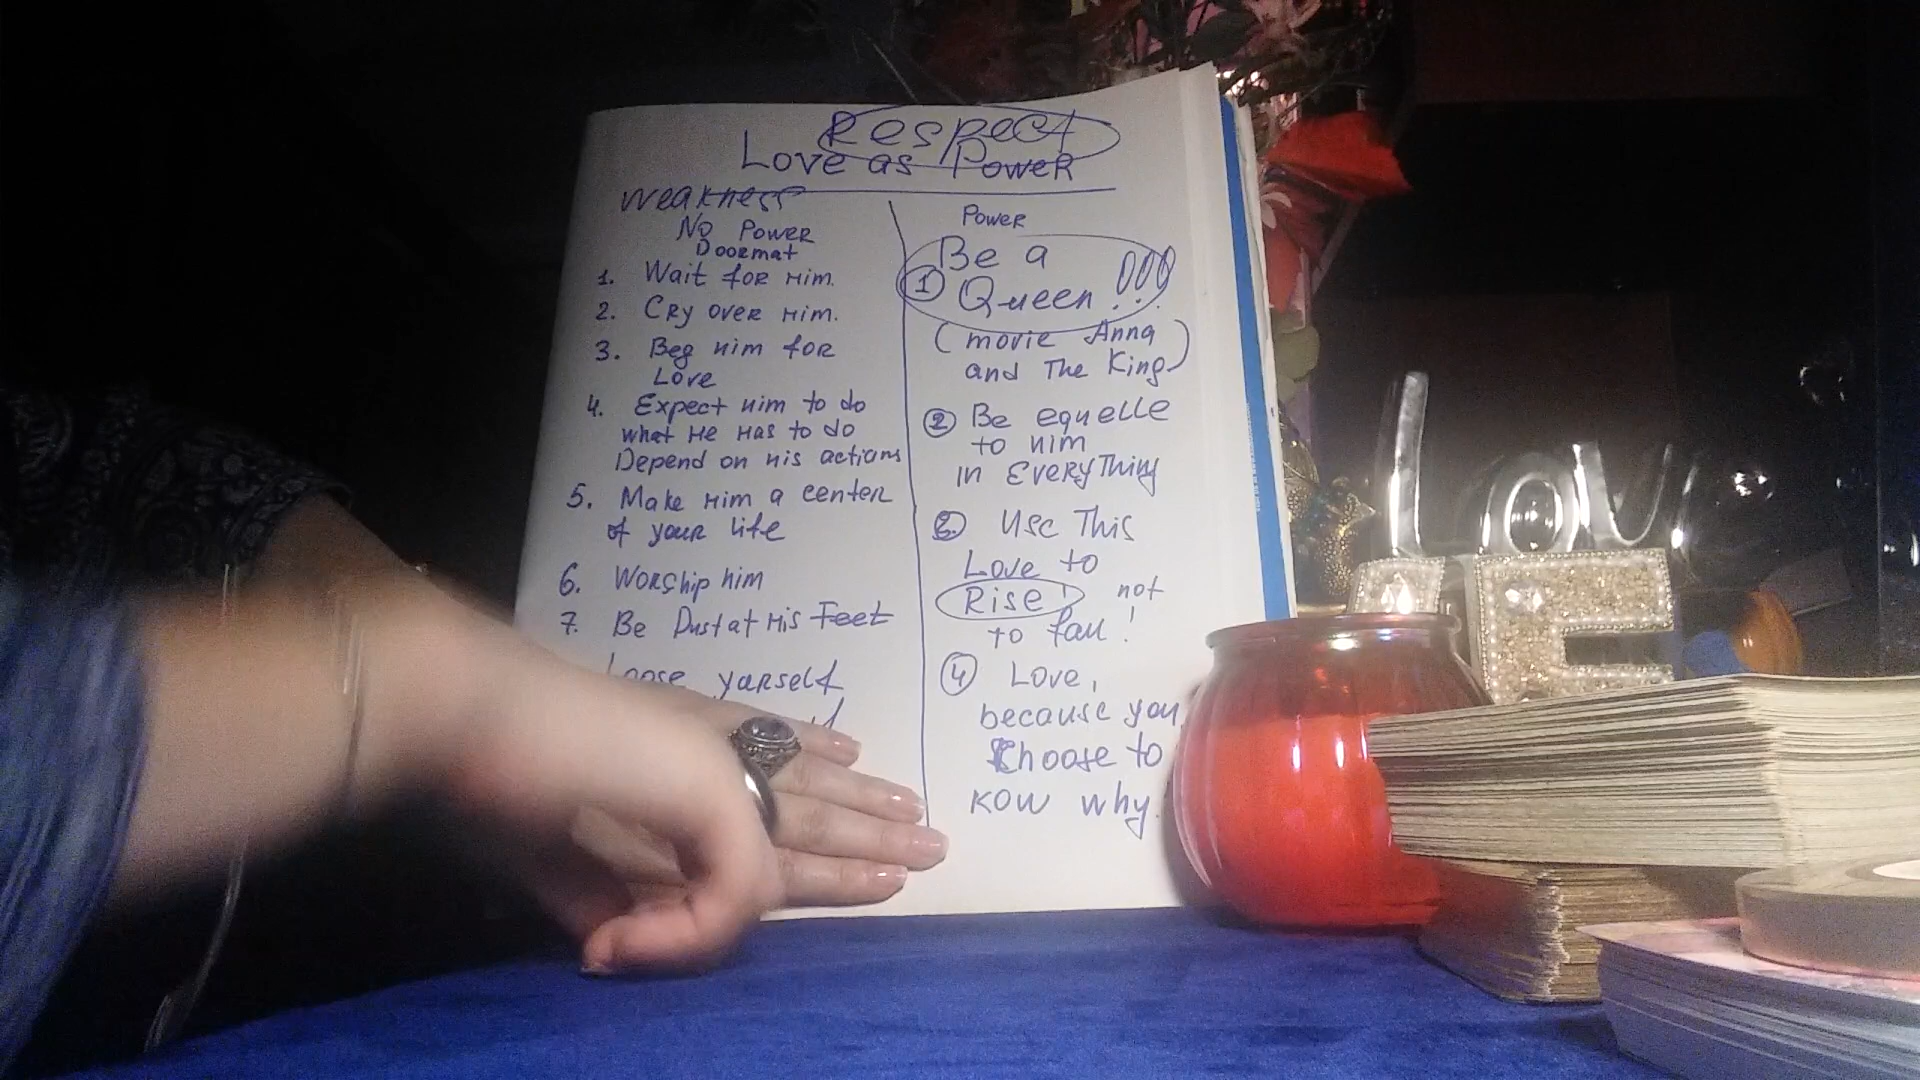 Respect
Love as Power
Weakness
No Power
Doormat
1. Wait for Him.
2. Cry over Him.
3. Beg him for
Love
4. Expect him to do
what He Has to do
Depend on his actions
5. Make Him a center
of your life
6. Worship him
7. Be Dust at His Feet
Loose yarself
Power
Be a
1 Queen!!!
(movie Anna
and The King)
2 Be equelle
to him
in EveryThing
3. Use This
Love to
Rise! not
to fall!
4 Love,
because you
Choose to
kow why.
LOV
E